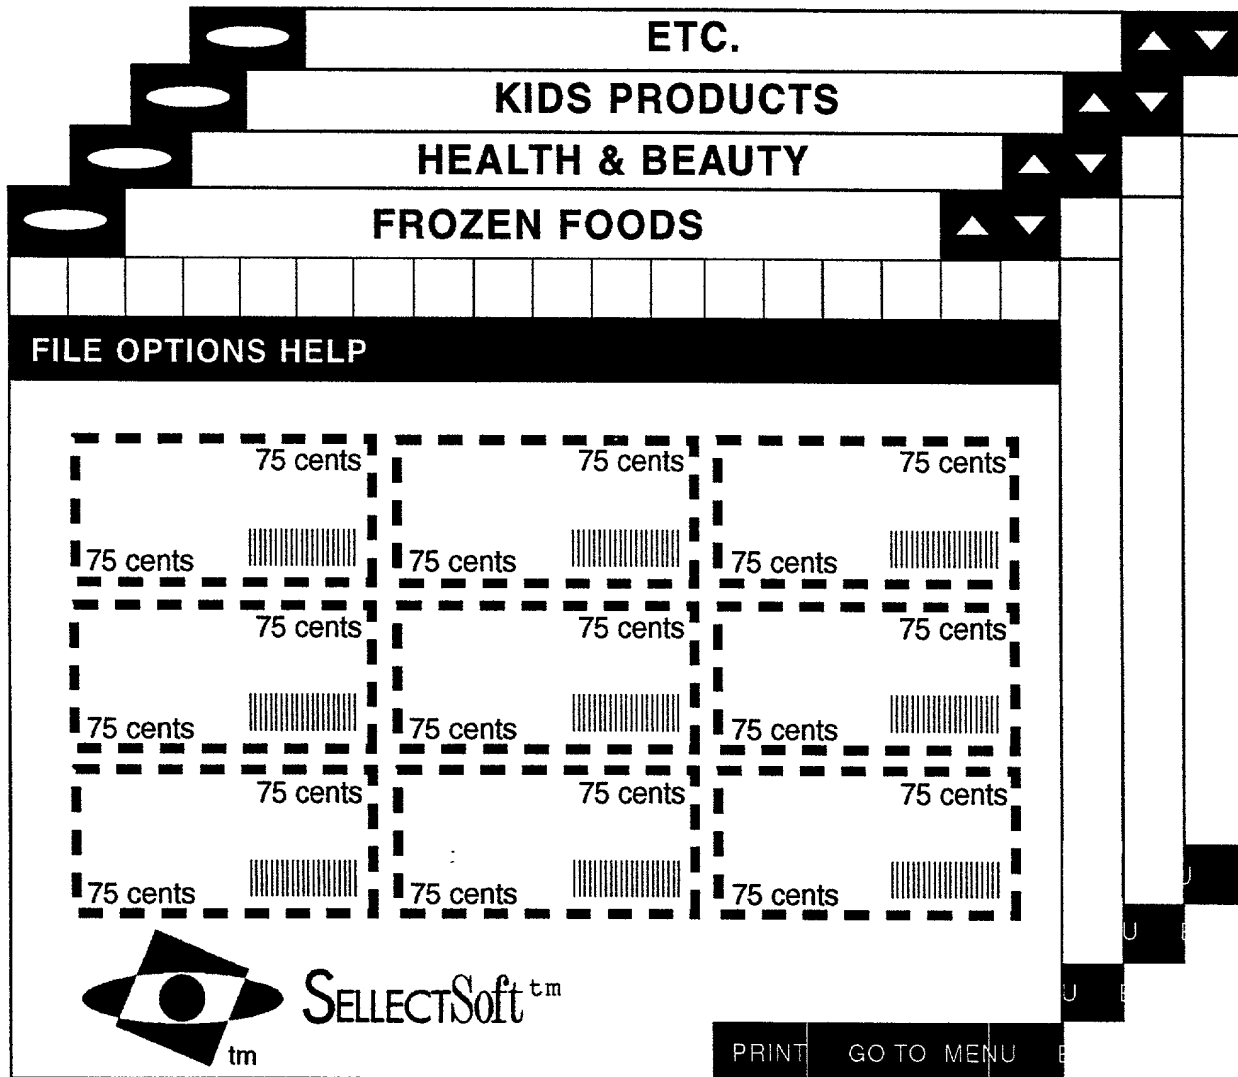 ETC.
KIDS PRODUCTS
HEALTH & BEAUTY
FROZEN FOODS
FILE OPTIONS HELP
75 cents 75 cents 75 cents
75 cents 75 cents 75 cents
75 cents 75 cents 75 cents
75 cents 75 cents 75 cents
75 cents 75 cents 75 cents
75 cents 75 cents 75 cents
U
U E
U E
SELLECTSoft tm
tm
PRINT GO TO MENU E